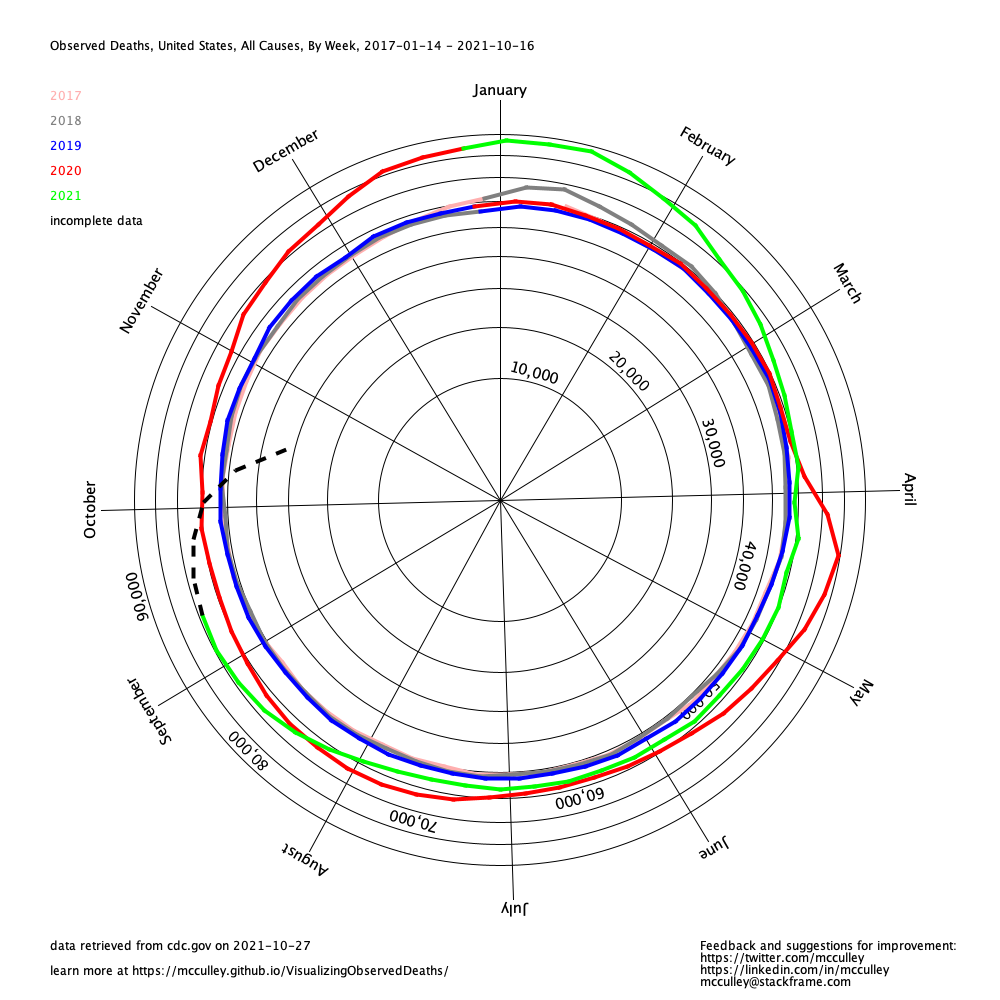 Observed Deaths, United States, All Causes, By Week, 2017-01-14 - 2021-10-16
2017
2018
2019
2020
2021
incomplete data
January
February
March
April
May
June
July
August
September
October
November
December
10,000
20,000
30,000
40,000
50,000
60,000
70,000
80,000
90,000
data retrieved from cdc.gov on 2021-10-27
learn more at https://mcculley.github.io/VisualizingObservedDeaths/
Feedback and suggestions for improvement:
https://twitter.com/mcculley
https://linkedin.com/in/mcculley
mcculley@stackframe.com